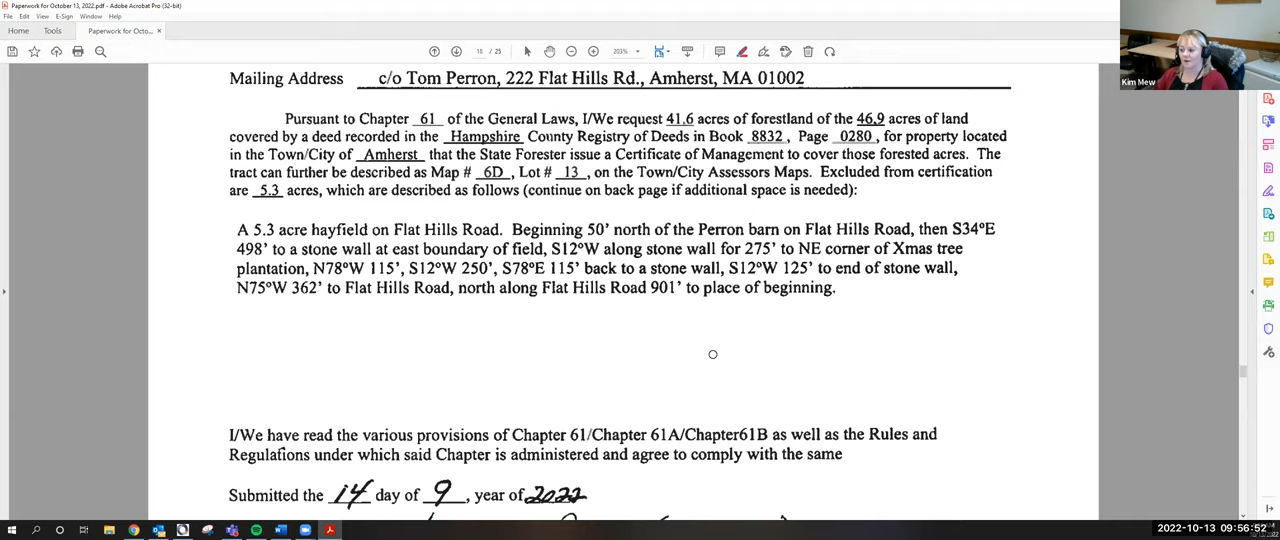 Paperwork for October 13, 2022.pdf - Adobe Acrobat Pro (32-bit)
File Edit View E-Sign Window Help
Home Tools Paperwork for Octo... ×
18 / 25 203%
Kim Mew
Mailing Address c/o Tom Perron, 222 Flat Hills Rd., Amherst, MA 01002
Pursuant to Chapter 61 of the General Laws, I/We request 41.6 acres of forestland of the 46.9 acres of land
covered by a deed recorded in the Hampshire County Registry of Deeds in Book 8832, Page 0280, for property located
in the Town/City of Amherst that the State Forester issue a Certificate of Management to cover those forested acres. The
tract can further be described as Map # 6D, Lot # 13, on the Town/City Assessors Maps. Excluded from certification
are 5.3 acres, which are described as follows (continue on back page if additional space is needed):
A 5.3 acre hayfield on Flat Hills Road. Beginning 50' north of the Perron barn on Flat Hills Road, then S34ºE
498' to a stone wall at east boundary of field, S12ºW along stone wall for 275' to NE corner of Xmas tree
plantation, N78ºW 115', S12ºW 250', S78ºE 115' back to a stone wall, S12ºW 125' to end of stone wall,
N75ºW 362' to Flat Hills Road, north along Flat Hills Road 901' to place of beginning.
I/We have read the various provisions of Chapter 61/Chapter 61A/Chapter61B as well as the Rules and
Regulations under which said Chapter is administered and agree to comply with the same
Submitted the 14 day of 9, year of 2022
2022-10-13 09:56:52